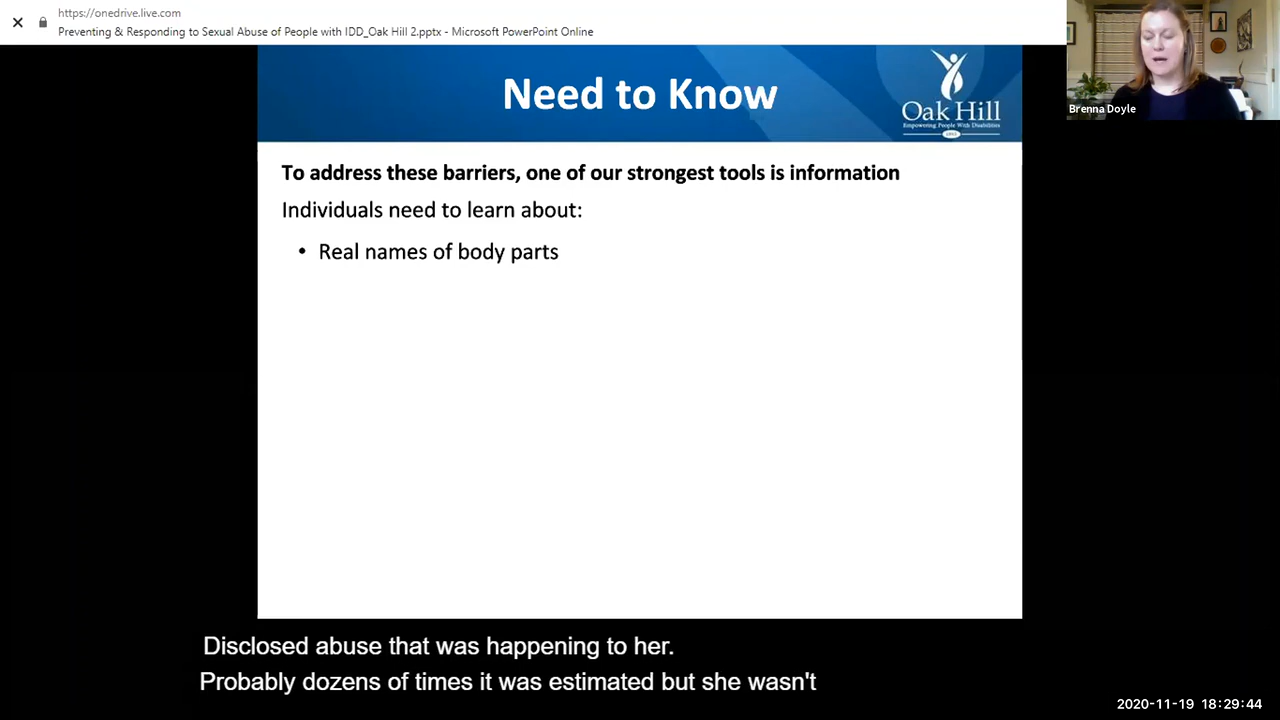 https://onedrive.live.com
Preventing & Responding to Sexual Abuse of People with IDD_Oak Hill 2.pptx - Microsoft PowerPoint Online
Brenna Doyle
Need to Know
Oak Hill
Empowering People With Disabilities
To address these barriers, one of our strongest tools is information
Individuals need to learn about:
• Real names of body parts
Disclosed abuse that was happening to her.
Probably dozens of times it was estimated but she wasn't
2020-11-19 18:29:44